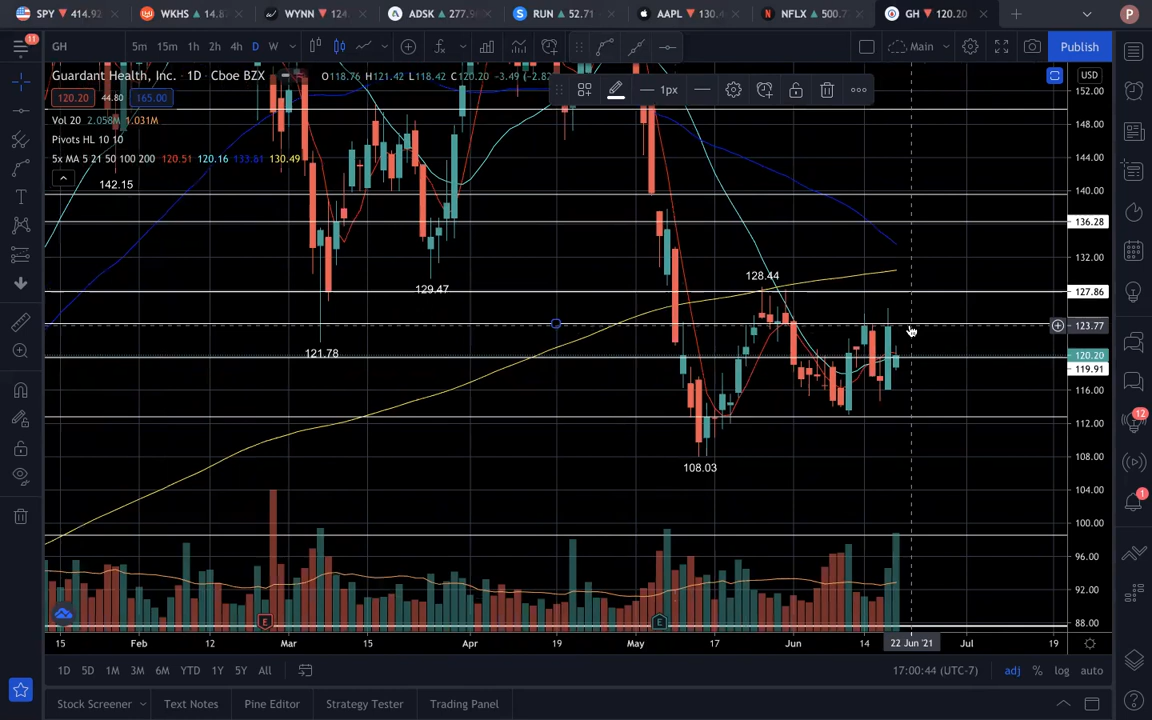 SPY ▼ 414.92 WKHS ▲ 14.8 WYNN ▼ 124. ADSK ▲ 277.9 RUN ▲ 52.71 AAPL ▼ 130. NFLX ▲ 500.7 GH ▼ 120.20 P
11 GH 5m 15m 1h 2h 4h D W Main Publish
Guardant Health, Inc. · 1D · Cboe BZX O118.76 H121.42 L118.42 C120.20 -3.49 (-2.82 USD
120.20 44.80 165.00 1px
Vol 20 2.058M 1.031M
Pivots HL 10 10
5x MA 5 21 50 100 200 120.51 120.16 133.81 130.49
142.15
128.44
129.47
121.78
108.03
152.00
148.00
144.00
140.00
136.28
132.00
127.86
123.77
120.20
119.91
116.00
112.00
108.00
104.00
100.00
96.00
92.00
88.00
12
1
E E
15 Feb 12 Mar 15 Apr 19 May 17 Jun 14 22 Jun '21 Jul 19
1D 5D 1M 3M 6M YTD 1Y 5Y All 17:00:44 (UTC-7) adj % log auto
Stock Screener Text Notes Pine Editor Strategy Tester Trading Panel